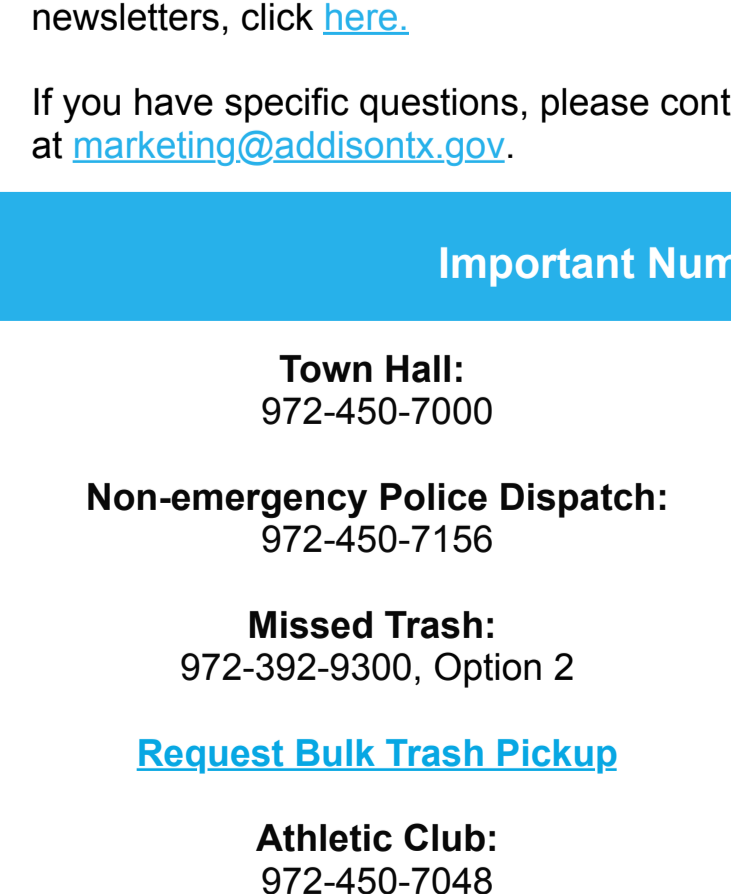 newsletters, click here.
If you have specific questions, please cont
at marketing@addisontx.gov.
Important Num
Town Hall:
972-450-7000
Non-emergency Police Dispatch:
972-450-7156
Missed Trash:
972-392-9300, Option 2
Request Bulk Trash Pickup
Athletic Club:
972-450-7048